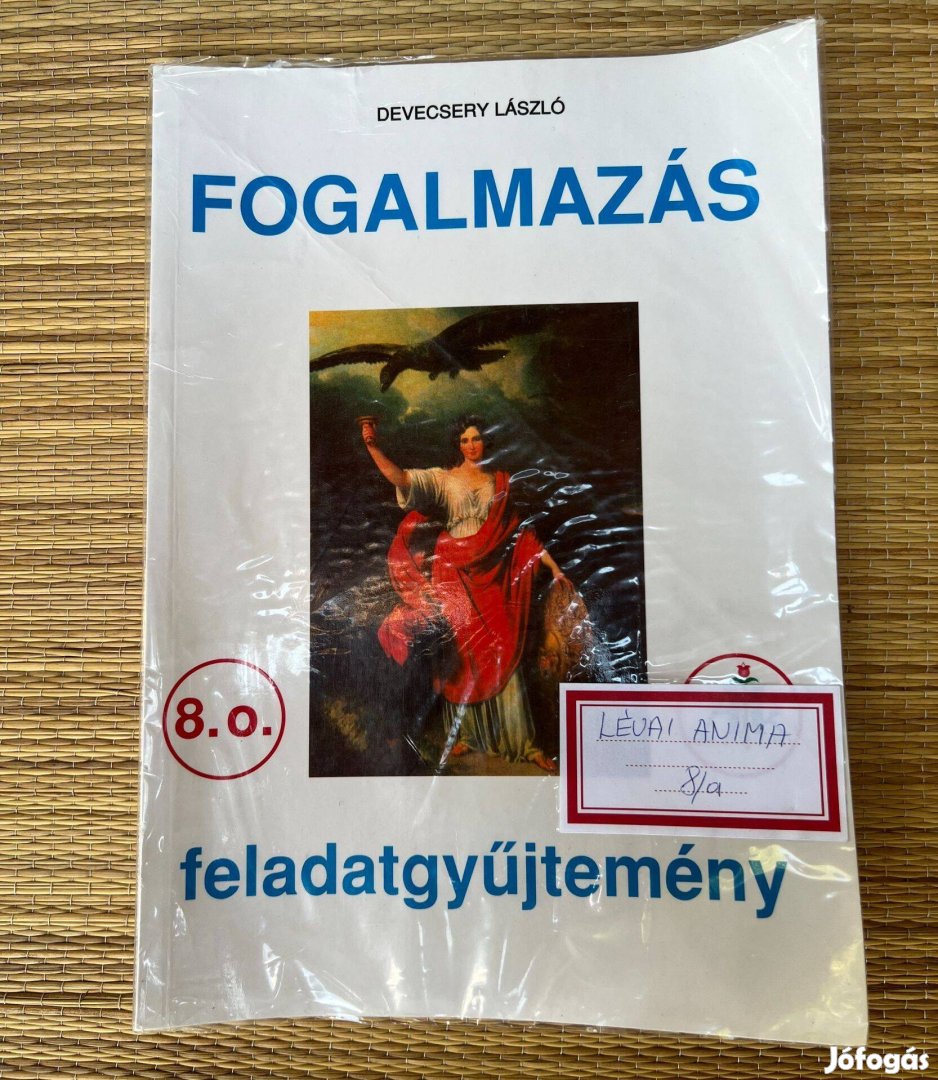 DEVECSERY LÁSZLÓ
FOGALMAZÁS
8.o.
LÉVAI ANIMA
8/a
feladatgyűjtemény
Jófogás